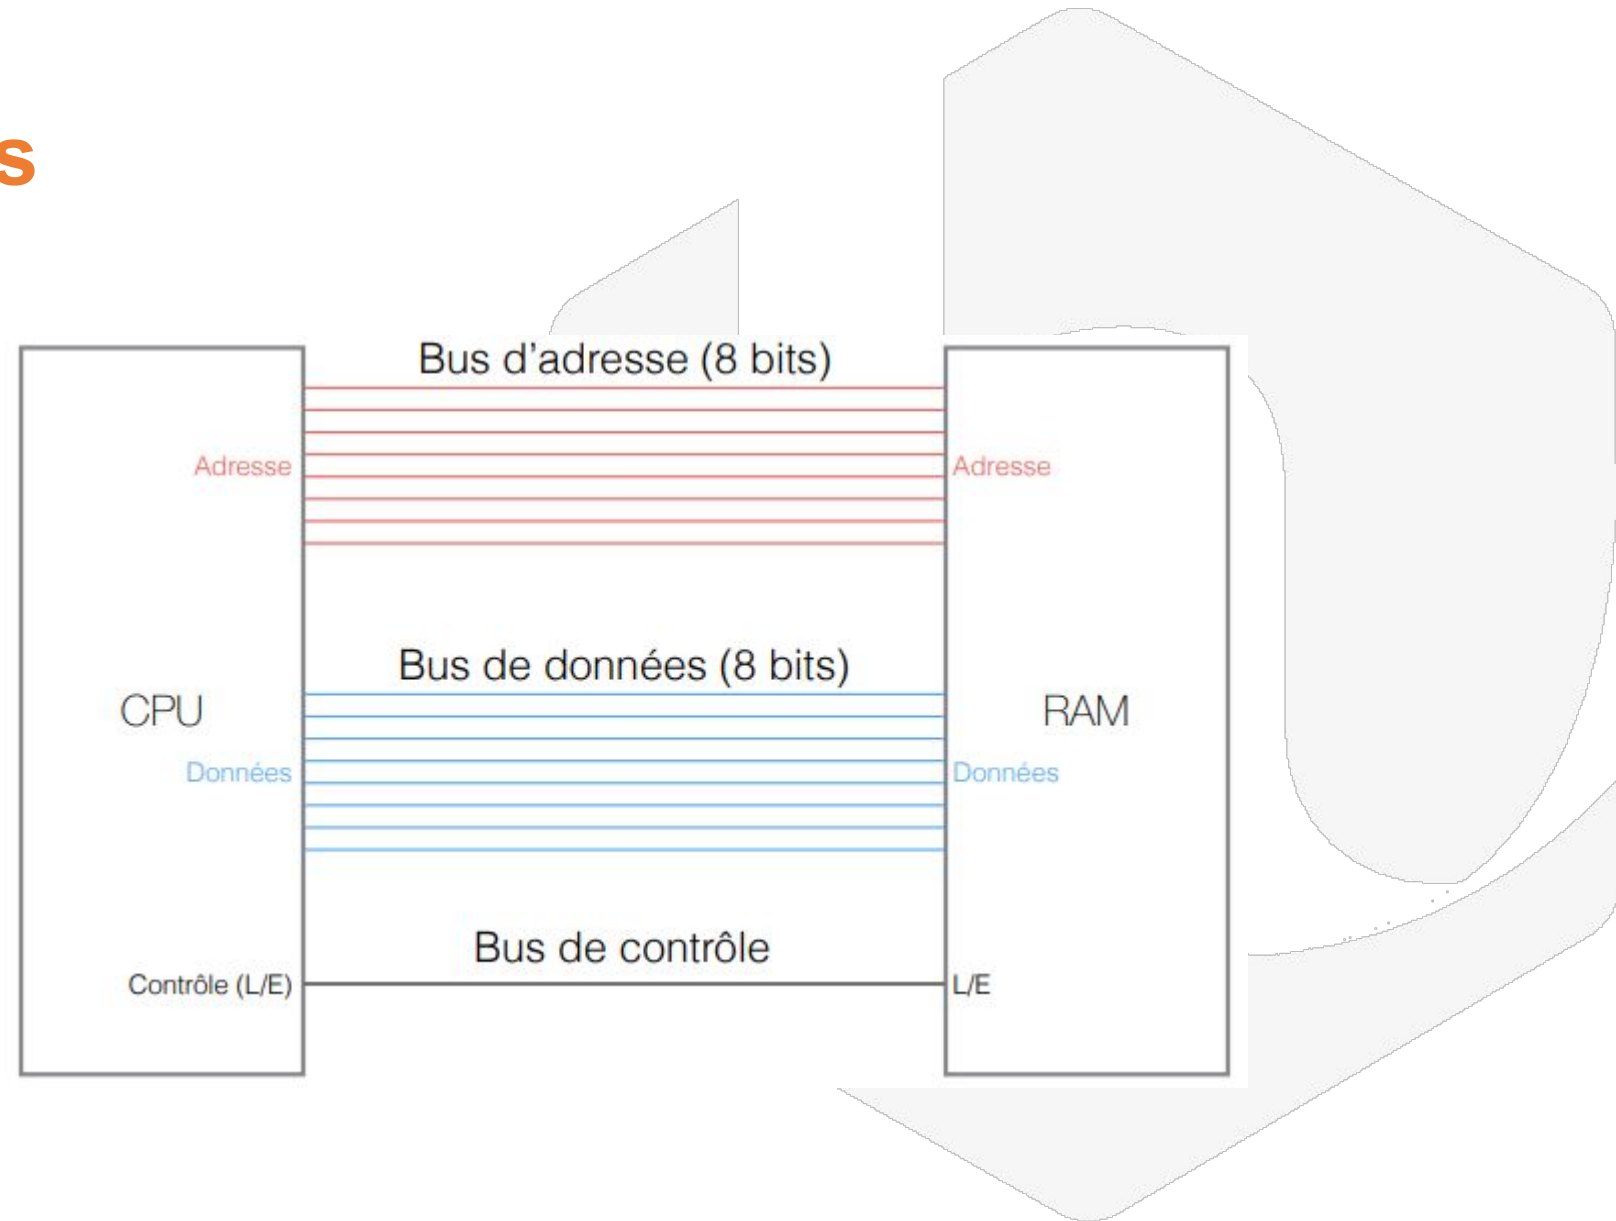 s
Bus d'adresse (8 bits)
Adresse
Adresse
Bus de données (8 bits)
CPU
RAM
Données
Données
Bus de contrôle
Contrôle (L/E)
L/E